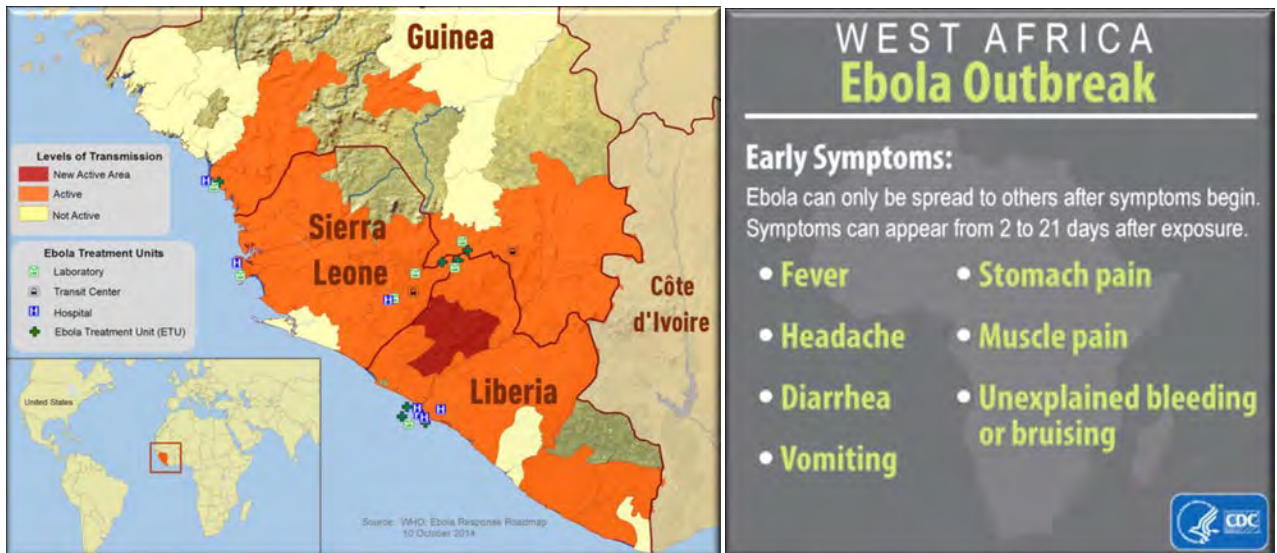 Guinea
Levels of Transmission
New Active Area
Active
Not Active
Sierra
Leone
Ebola Treatment Units
Laboratory
Transit Center
H Hospital
Ebola Treatment Unit (ETU)
Côte
d'Ivoire
Liberia
United States
Source: WHO: Ebola Response Roadmap
10 October 2014
WEST AFRICA
Ebola Outbreak
Early Symptoms:
Ebola can only be spread to others after symptoms begin.
Symptoms can appear from 2 to 21 days after exposure.
• Fever
• Headache
• Diarrhea
• Vomiting
• Stomach pain
• Muscle pain
• Unexplained bleeding
or bruising
CDC